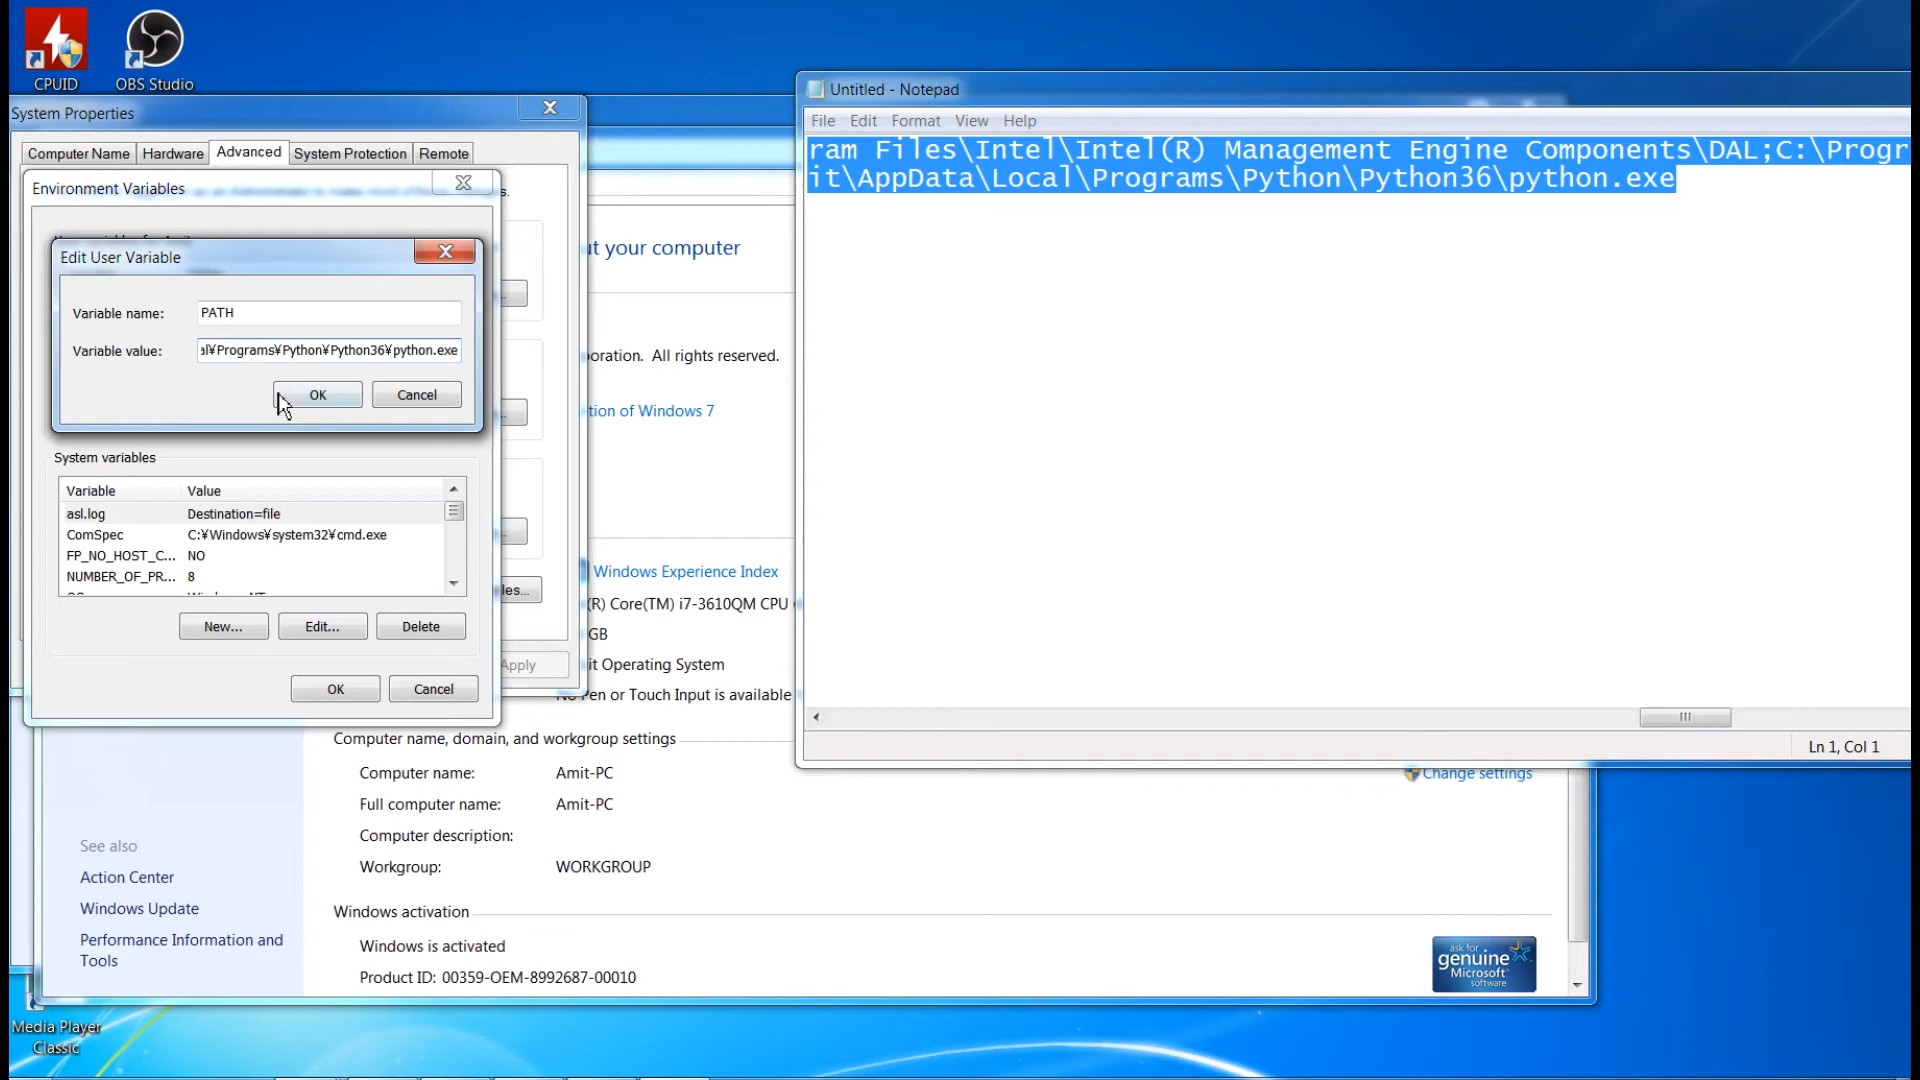 CPUID
OBS Studio
System Properties
Computer Name
Hardware
Advanced
System Protection
Remote
Environment Variables
Edit User Variable
Variable name:
PATH
Variable value:
al¥Programs¥Python¥Python36¥python.exe
OK
Cancel
System variables
Variable
Value
asl.log
Destination=file
ComSpec
C:¥Windows¥system32¥cmd.exe
FP_NO_HOST_C...
NO
NUMBER_OF_PR...
8
New...
Edit...
Delete
OK
Cancel
les...
Apply
Untitled - Notepad
File
Edit
Format
View
Help
ram Files\Intel\Intel(R) Management Engine Components\DAL;C:\Progr
it\AppData\Local\Programs\Python\Python36\python.exe
Ln 1, Col 1
ut your computer
oration. All rights reserved.
tion of Windows 7
Windows Experience Index
(R) Core(TM) i7-3610QM CPU
GB
it Operating System
No Pen or Touch Input is available
Computer name, domain, and workgroup settings
Computer name:
Amit-PC
Change settings
Full computer name:
Amit-PC
Computer description:
Workgroup:
WORKGROUP
Windows activation
Windows is activated
Product ID: 00359-OEM-8992687-00010
ask for
genuine
Microsoft
software
See also
Action Center
Windows Update
Performance Information and
Tools
Media Player
Classic